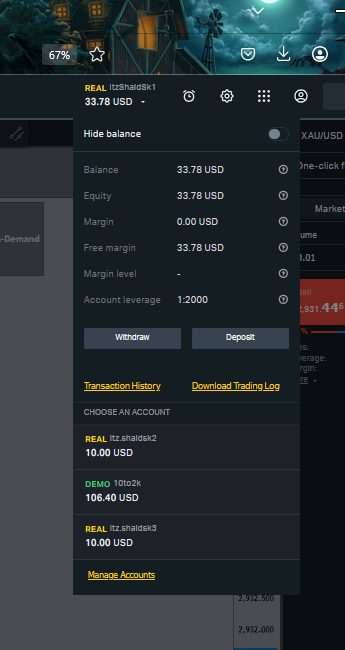 67%
REAL ItzShaldSk1
33.78 USD
Hide balance
XAU/USD
One-click f
Balance 33.78 USD
Equity 33.78 USD
Margin 0.00 USD
Free margin 33.78 USD
Margin level -
Account leverage 1:2000
-Demand
Market
ume
0.01
ell
2,931.44⁶
%
es:
verage:
rgin:
Withdraw Deposit
Transaction History Download Trading Log
CHOOSE AN ACCOUNT
REAL Itz.shaldsk2
10.00 USD
DEMO 10to2k
106.40 USD
REAL Itz.shaldsk3
10.00 USD
Manage Accounts
2,932.500
2,932.000